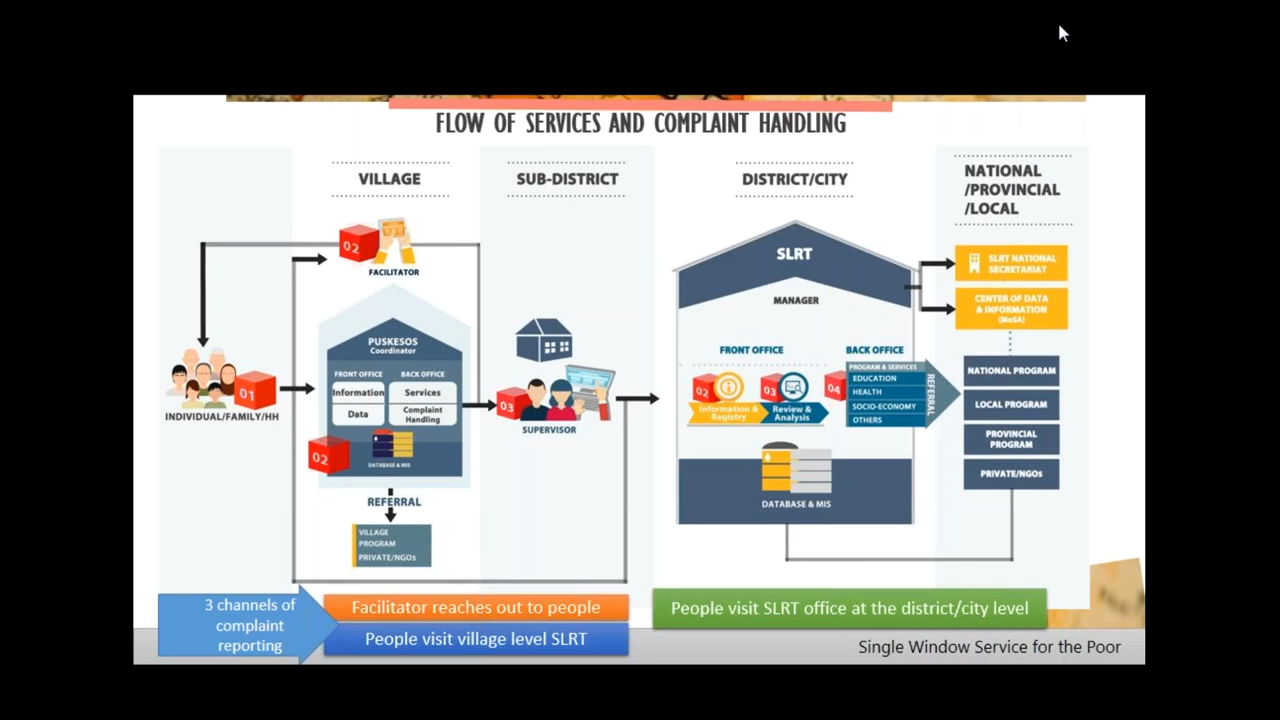 FLOW OF SERVICES AND COMPLAINT HANDLING
VILLAGE
SUB-DISTRICT
DISTRICT/CITY
NATIONAL
/PROVINCIAL
/LOCAL
02
FACILITATOR
PUSKESOS
Coordinator
FRONT OFFICE
BACK OFFICE
Information
Services
Data
Complaint
Handling
02
DATABASE & MIS
REFERRAL
VILLAGE
PROGRAM
PRIVATE/NGOs
01
INDIVIDUAL/FAMILY/HH
03
SUPERVISOR
SLRT
MANAGER
FRONT OFFICE
BACK OFFICE
02
Information &
Registry
03
Review &
Analysis
04
PROGRAM & SERVICES
EDUCATION
HEALTH
SOCIO-ECONOMY
OTHERS
REFERRAL
DATABASE & MIS
SLRT NATIONAL
SECRETARIAT
CENTER OF DATA
& INFORMATION
(MoSA)
NATIONAL PROGRAM
LOCAL PROGRAM
PROVINCIAL
PROGRAM
PRIVATE/NGOs
3 channels of
complaint
reporting
Facilitator reaches out to people
People visit village level SLRT
People visit SLRT office at the district/city level
Single Window Service for the Poor